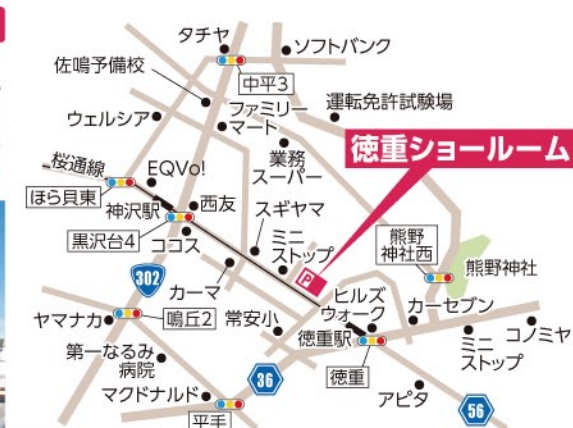 タチヤ
ソフトバンク
佐鳴予備校
中平3
ファミリー
マート
運転免許試験場
ウェルシア
業務
スーパー
徳重ショールーム
桜通線
EQVo!
ほら貝東
神沢駅
西友
スギヤマ
黒沢台4
ココス
ミニ
ストップ
熊野
神社西
熊野神社
P
302
カーマ
ヒルズ
ウォーク
カーセブン
ヤマナカ
鳴丘2
常安小
徳重駅
コノミヤ
ミニ
ストップ
第一なるみ
病院
36
徳重
アピタ
マクドナルド
56
平手